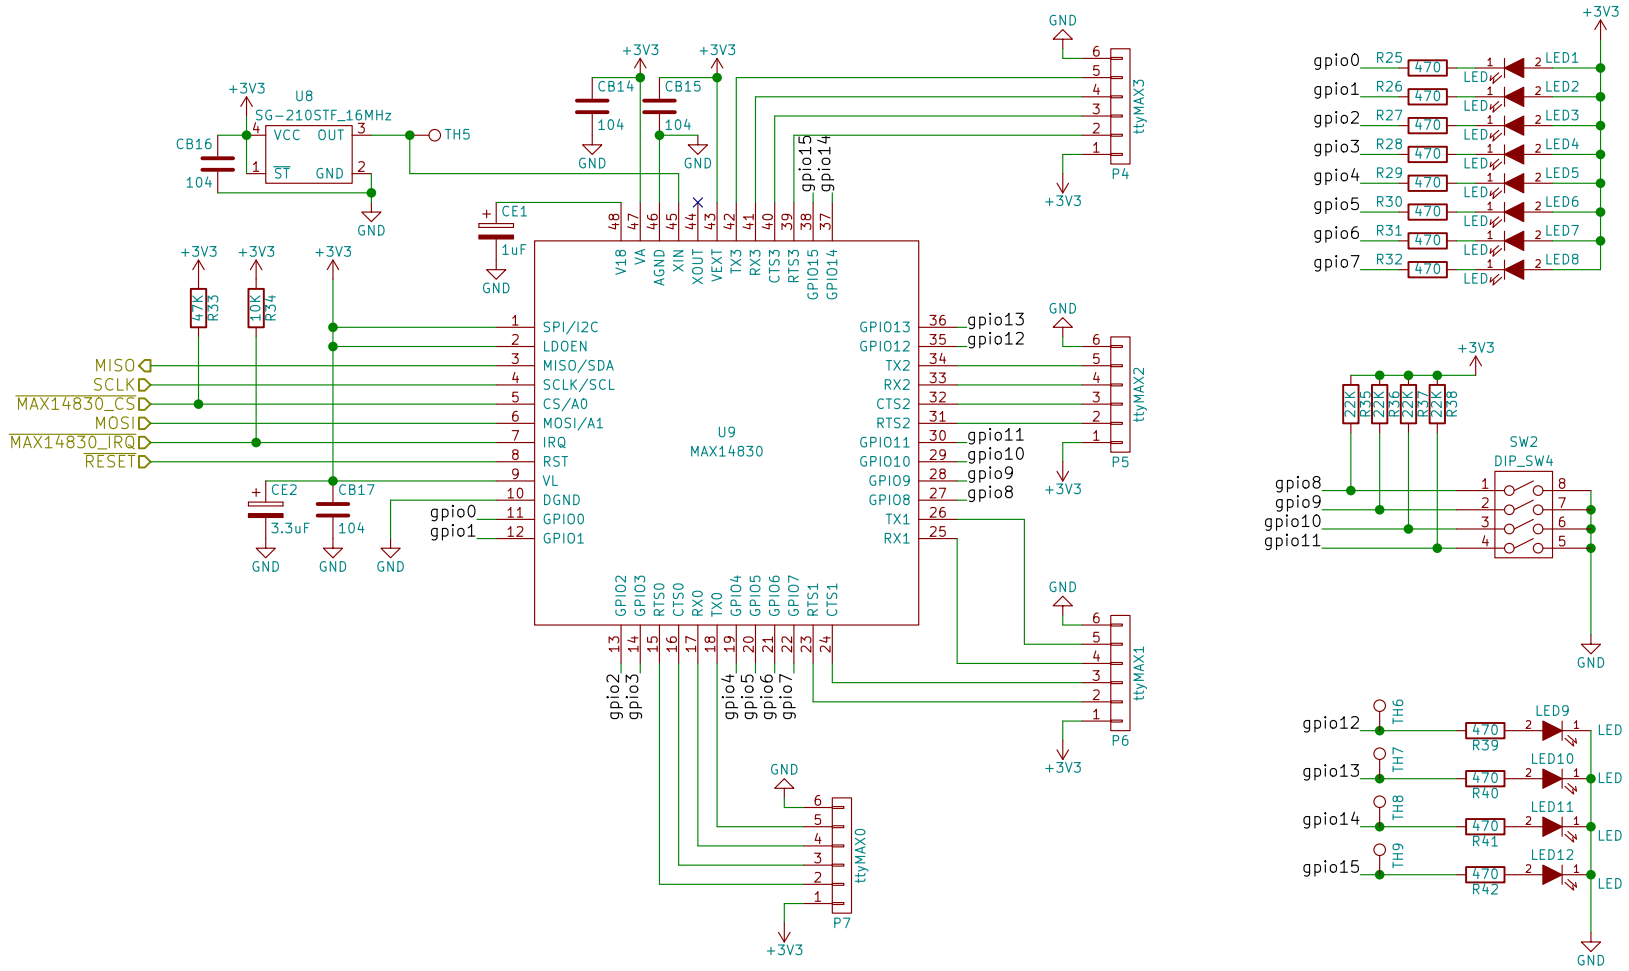 +3V3
U8
SG-210STF_16MHz
4 VCC OUT 3
1 ST GND 2
CB16
104
GND
TH5
+3V3
+3V3
CB14
104
GND
CB15
104
GND
CE1
1uF
GND
+3V3
+3V3
+3V3
47K
R33
10K
R34
MISO
SCLK
MAX14830_CS
MOSI
MAX14830_IRQ
RESET
CE2
3.3uF
GND
CB17
104
GND
GND
gpio0
gpio1
U9
MAX14830
1 SPI/I2C
2 LDOEN
3 MISO/SDA
4 SCLK/SCL
5 CS/A0
6 MOSI/A1
7 IRQ
8 RST
9 VL
10 DGND
11 GPIO0
12 GPIO1
13 GPIO2
14 GPIO3
15 RTS0
16 CTS0
17 RX0
18 TX0
19 GPIO4
20 GPIO5
21 GPIO6
22 GPIO7
23 RTS1
24 CTS1
RX1 25
TX1 26
GPIO8 27
GPIO9 28
GPIO10 29
GPIO11 30
RTS2 31
CTS2 32
RX2 33
TX2 34
GPIO12 35
GPIO13 36
GPIO14 37
GPIO15 38
RTS3 39
CTS3 40
RX3 41
TX3 42
VEXT 43
XOUT 44
XIN 45
AGND 46
VA 47
V18 48
gpio15
gpio14
gpio13
gpio12
gpio11
gpio10
gpio9
gpio8
gpio2
gpio3
gpio4
gpio5
gpio6
gpio7
GND
6
5
4
3
2
1
ttyMAX3
P4
+3V3
GND
6
5
4
3
2
1
ttyMAX2
P5
+3V3
GND
6
5
4
3
2
1
ttyMAX1
P6
+3V3
GND
6
5
4
3
2
1
ttyMAX0
P7
+3V3
+3V3
gpio0 R25 470 1 LED 2 LED1
gpio1 R26 470 1 LED 2 LED2
gpio2 R27 470 1 LED 2 LED3
gpio3 R28 470 1 LED 2 LED4
gpio4 R29 470 1 LED 2 LED5
gpio5 R30 470 1 LED 2 LED6
gpio6 R31 470 1 LED 2 LED7
gpio7 R32 470 1 LED 2 LED8
+3V3
22K R35
22K R36
22K R37
22K R38
SW2
DIP_SW4
gpio8 1 8
gpio9 2 7
gpio10 3 6
gpio11 4 5
GND
gpio12 TH6 470 R39 2 LED9 1 LED
gpio13 TH7 470 R40 2 LED10 1 LED
gpio14 TH8 470 R41 2 LED11 1 LED
gpio15 TH9 470 R42 2 LED12 1 LED
GND